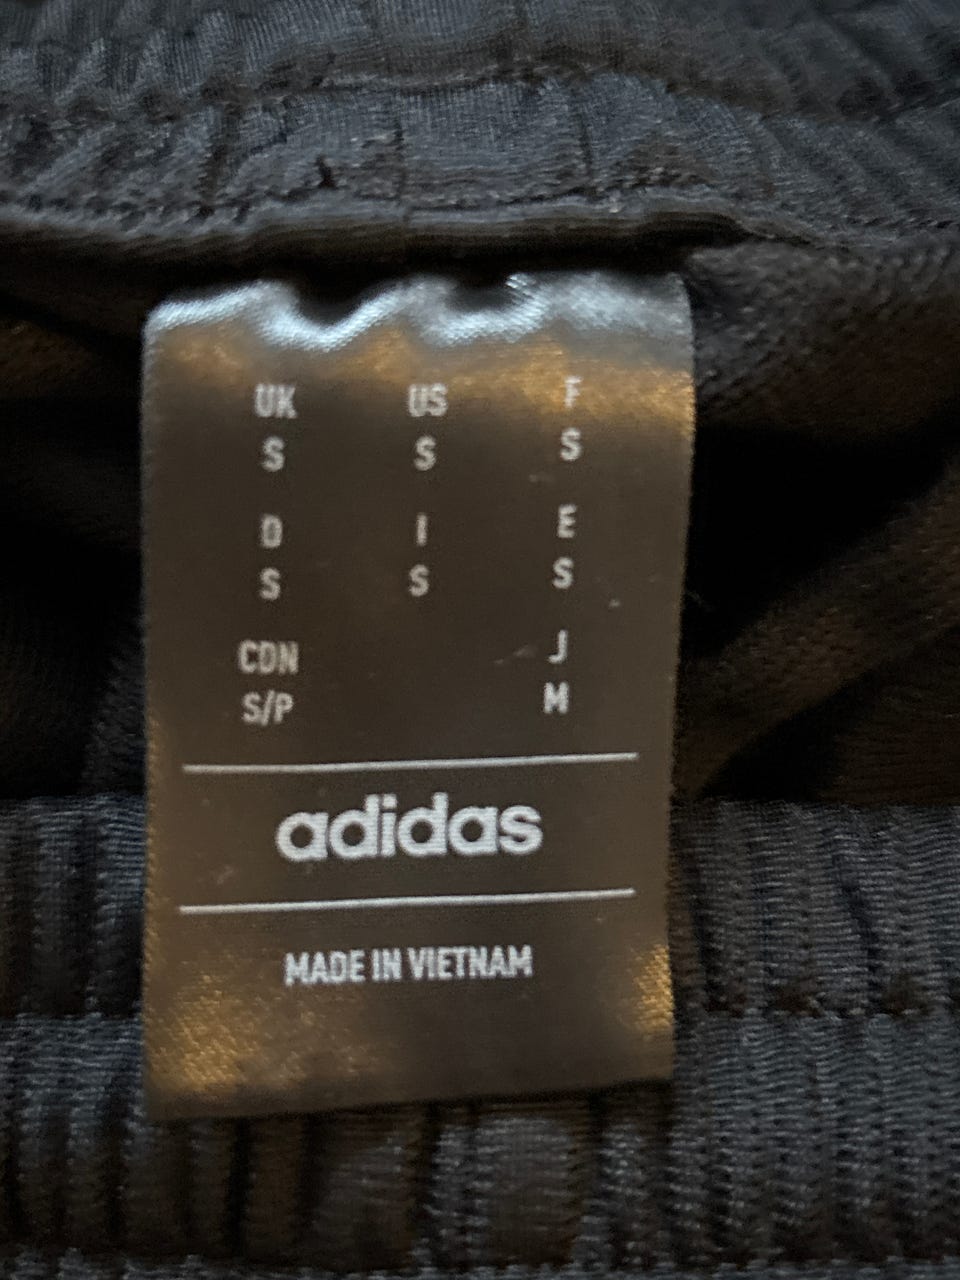 UK US F
S S S
D I E
S S S
CDN J
S/P M
adidas
MADE IN VIETNAM